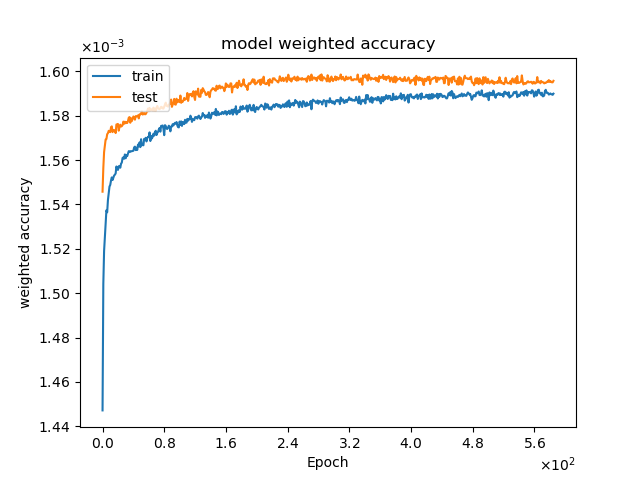 model weighted accuracy
×10⁻³
train
test
1.60
1.58
1.56
1.54
1.52
1.50
1.48
1.46
1.44
weighted accuracy
0.0 0.8 1.6 2.4 3.2 4.0 4.8 5.6
Epoch
×10²